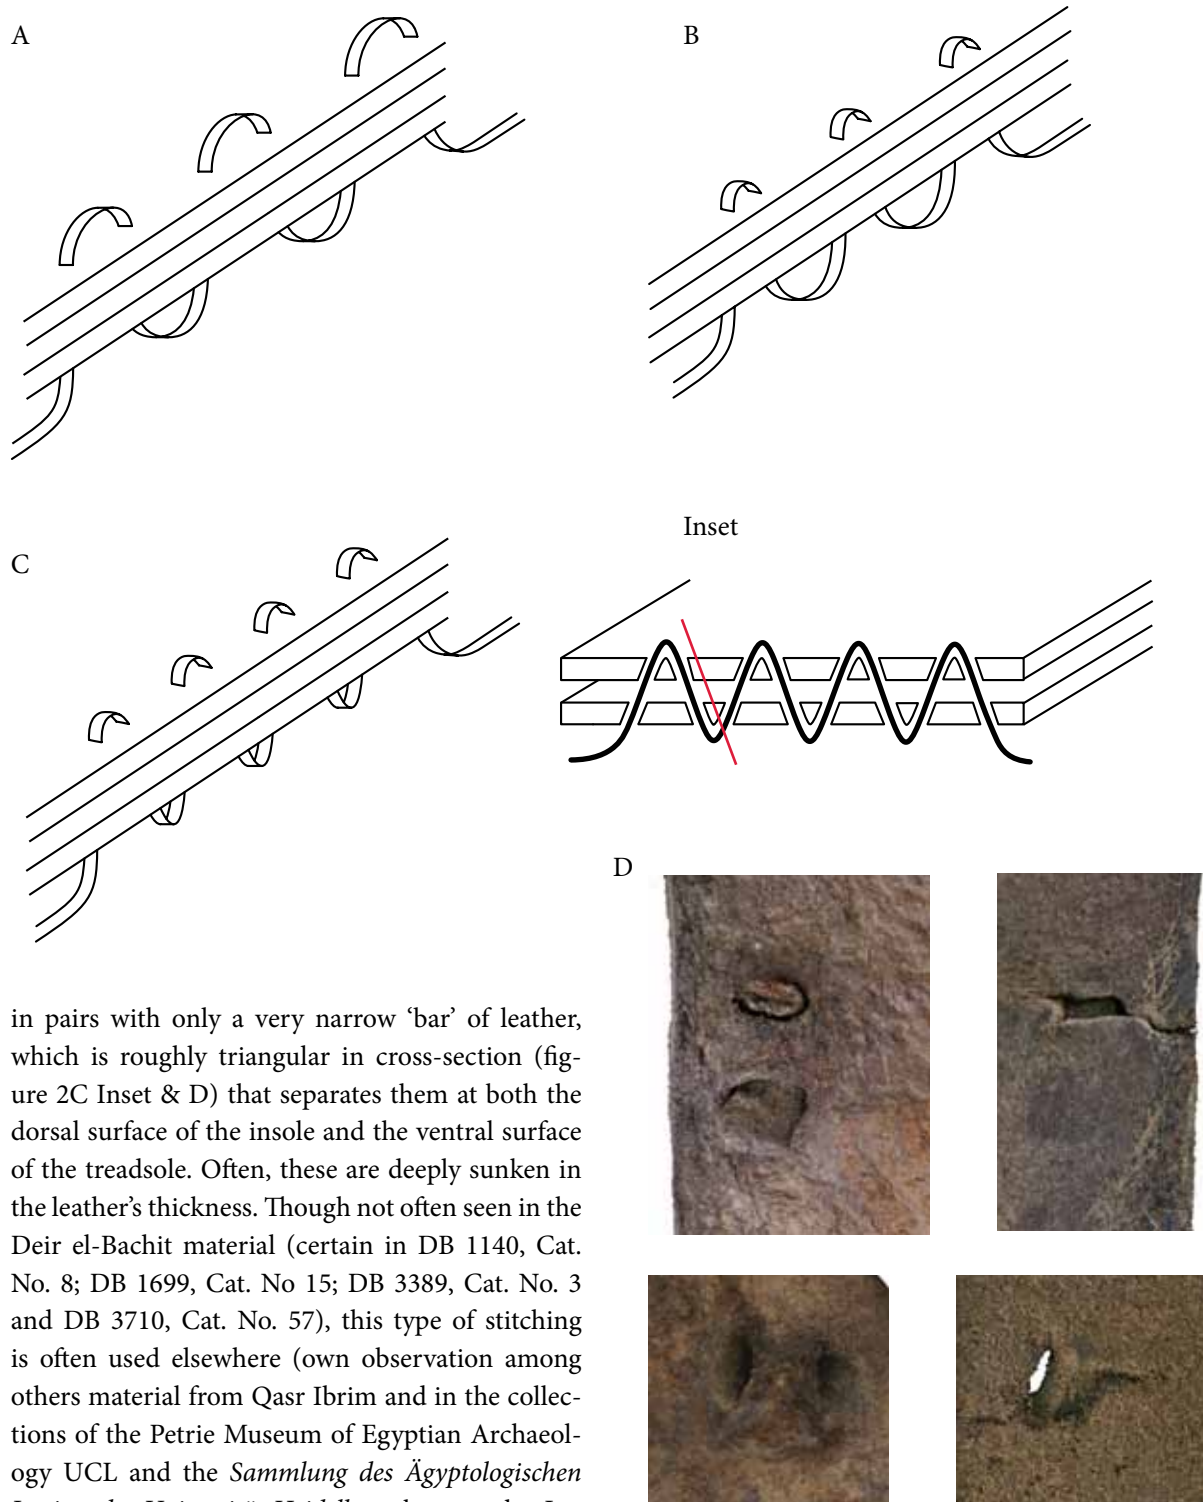 A
B
C
Inset
D
in pairs with only a very narrow ‘bar’ of leather,
which is roughly triangular in cross-section (fig-
ure 2C Inset & D) that separates them at both the
dorsal surface of the insole and the ventral surface
of the treadsole. Often, these are deeply sunken in
the leather’s thickness. Though not often seen in the
Deir el-Bachit material (certain in DB 1140, Cat.
No. 8; DB 1699, Cat. No 15; DB 3389, Cat. No. 3
and DB 3710, Cat. No. 57), this type of stitching
is often used elsewhere (own observation among
others material from Qasr Ibrim and in the collec-
tions of the Petrie Museum of Egyptian Archaeol-
ogy UCL and the Sammlung des Ägyptologischen